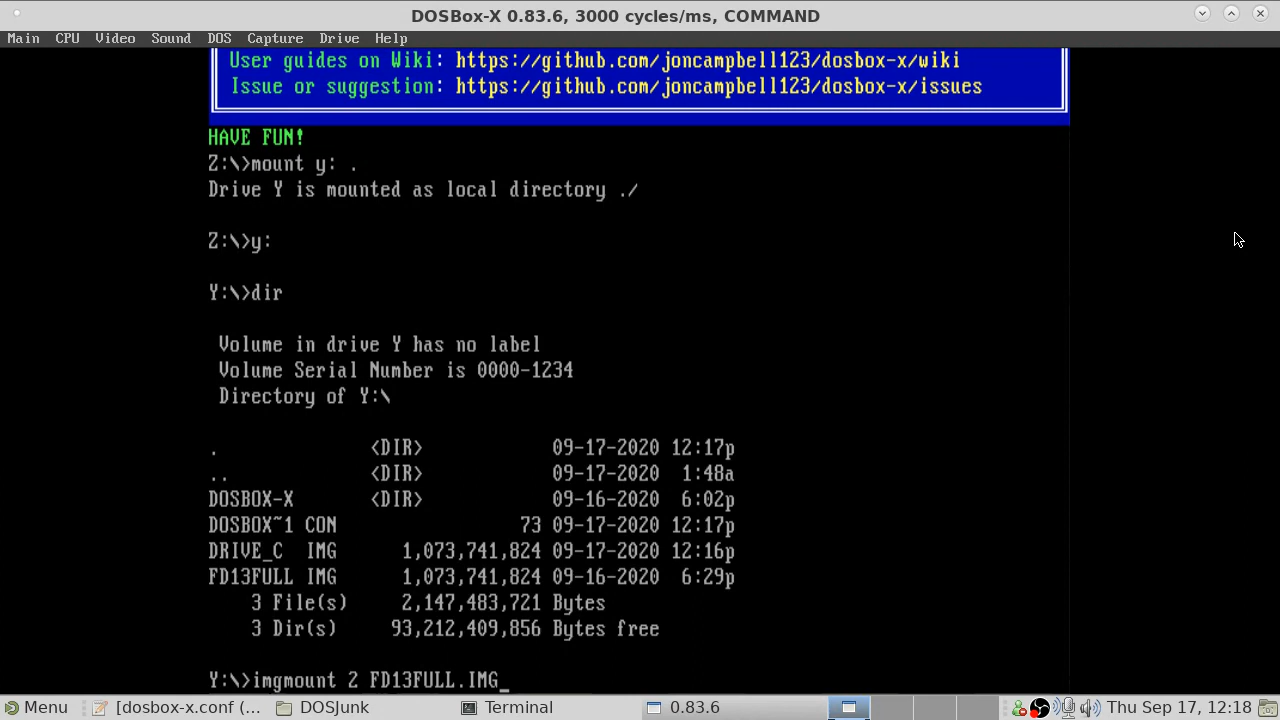 DOSBox-X 0.83.6, 3000 cycles/ms, COMMAND
Main CPU Video Sound DOS Capture Drive Help
User guides on Wiki: https://github.com/joncampbell123/dosbox-x/wiki
Issue or suggestion: https://github.com/joncampbell123/dosbox-x/issues
HAVE FUN!
Z:\>mount y: .
Drive Y is mounted as local directory ./
Z:\>y:
Y:\>dir
Volume in drive Y has no label
Volume Serial Number is 0000-1234
Directory of Y:\
. <DIR> 09-17-2020 12:17p
.. <DIR> 09-17-2020 1:48a
DOSBOX-X <DIR> 09-16-2020 6:02p
DOSBOX~1 CON 73 09-17-2020 12:17p
DRIVE_C IMG 1,073,741,824 09-17-2020 12:16p
FD13FULL IMG 1,073,741,824 09-16-2020 6:29p
3 File(s) 2,147,483,721 Bytes
3 Dir(s) 93,212,409,856 Bytes free
Y:\>imgmount 2 FD13FULL.IMG_
Menu [dosbox-x.conf (... DOSJunk Terminal 0.83.6 Thu Sep 17, 12:18